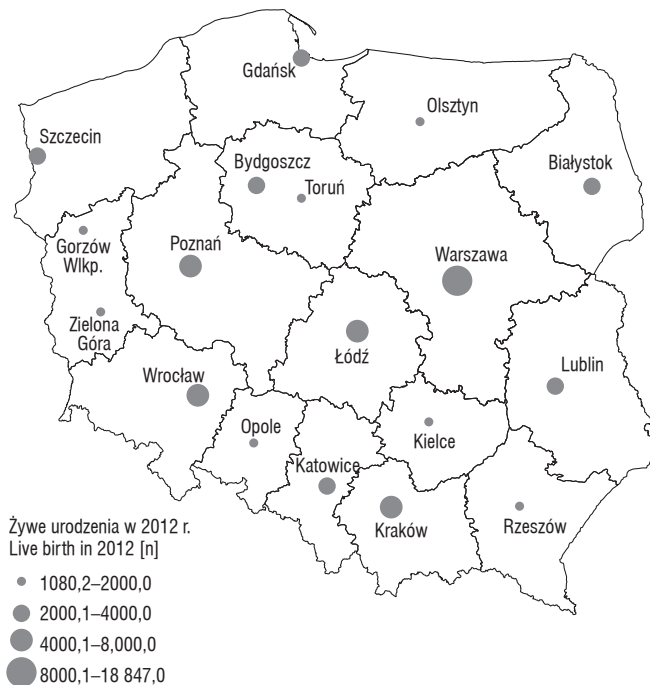 Gdańsk
Olsztyn
Szczecin
Bydgoszcz
Toruń
Białystok
Gorzów
Wlkp.
Poznań
Warszawa
Zielona
Góra
Łódź
Wrocław
Lublin
Opole
Kielce
Katowice
Kraków
Rzeszów
Żywe urodzenia w 2012 r.
Live birth in 2012 [n]
1080,2–2000,0
2000,1–4000,0
4000,1–8,000,0
8000,1–18 847,0